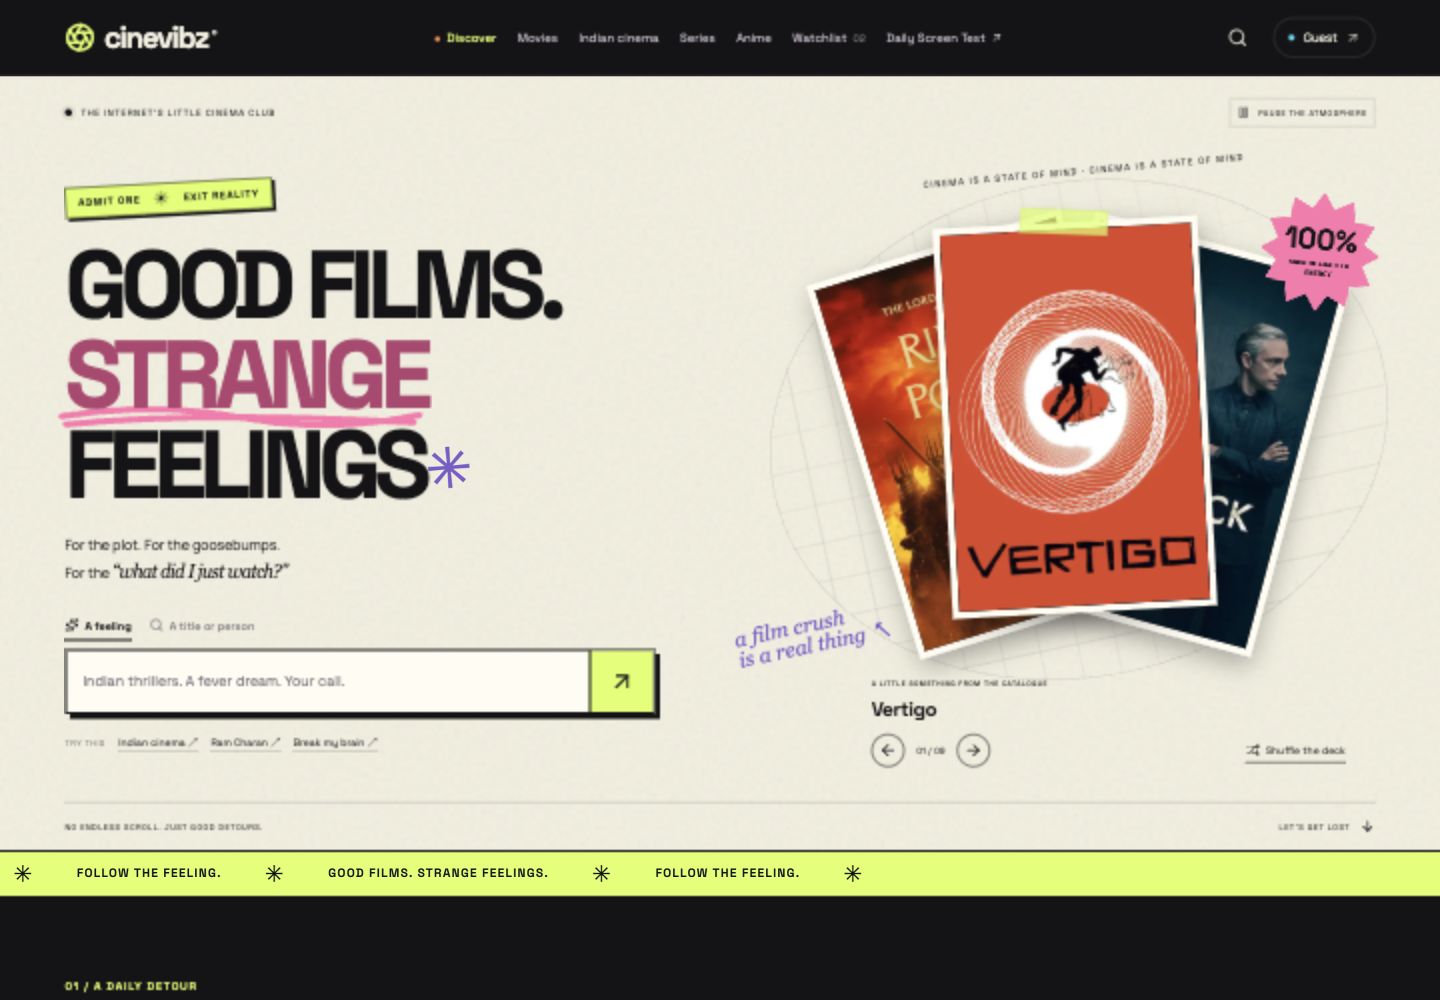 cinevibz
Discover
Movies
Indian cinema
Series
Anime
Watchlist
Daily Screen Test ↗
Guest ↗
THE INTERNET'S LITTLE CINEMA CLUB
PAUSE THE ATMOSPHERE
CINEMA IS A STATE OF MIND · CINEMA IS A STATE OF MIND
ADMIT ONE ✳ EXIT REALITY
GOOD FILMS.
STRANGE
FEELINGS✳
100%
ENERGY
THE LORD
VERTIGO
CK
For the plot. For the goosebumps.
For the “what did I just watch?”
A feeling
A title or person
Indian thrillers. A fever dream. Your call.
TRY THIS
Indian cinema ↗
Ram Charan ↗
Break my brain ↗
a film crush
is a real thing
A LITTLE SOMETHING FROM THE CATALOGUE
Vertigo
Shuffle the deck
NO ENDLESS SCROLL. JUST GOOD DETOURS.
LET'S GET LOST ↓
✳ FOLLOW THE FEELING. ✳ GOOD FILMS. STRANGE FEELINGS. ✳ FOLLOW THE FEELING. ✳
01 / A DAILY DETOUR